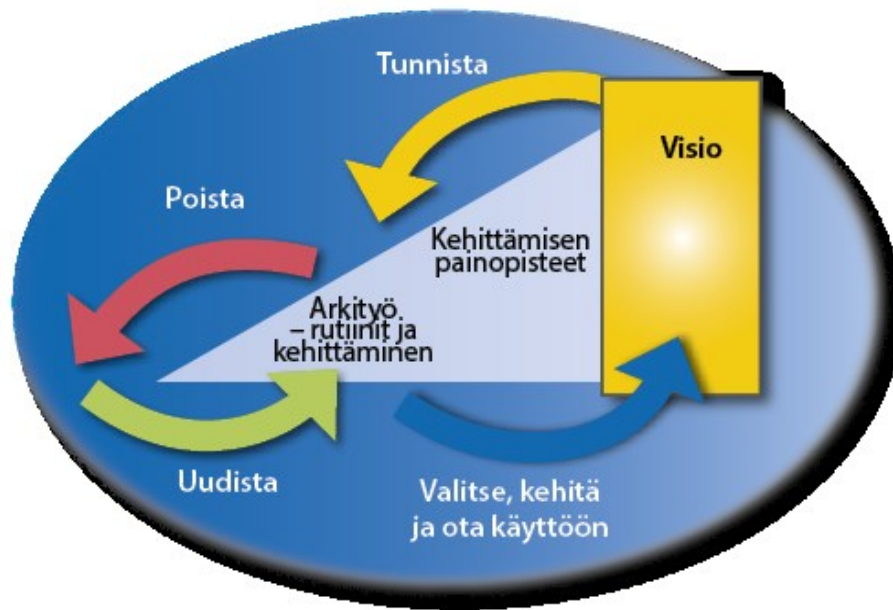 Tunnista
Visio
Poista
Kehittämisen
painopisteet
Arkityö
– rutiinit ja
kehittäminen
Uudista
Valitse, kehitä
ja ota käyttöön